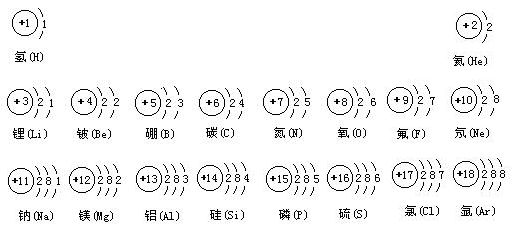 +1 1 +2 2
氢(H) 氦(He)
+3 2 1 +4 2 2 +5 2 3 +6 2 4 +7 2 5 +8 2 6 +9 2 7 +10 2 8
锂(Li) 铍(Be) 硼(B) 碳(C) 氮(N) 氧(O) 氟(F) 氖(Ne)
+11 2 8 1 +12 2 8 2 +13 2 8 3 +14 2 8 4 +15 2 8 5 +16 2 8 6 +17 2 8 7 +18 2 8 8
钠(Na) 镁(Mg) 铝(Al) 硅(Si) 磷(P) 硫(S) 氯(Cl) 氩(Ar)